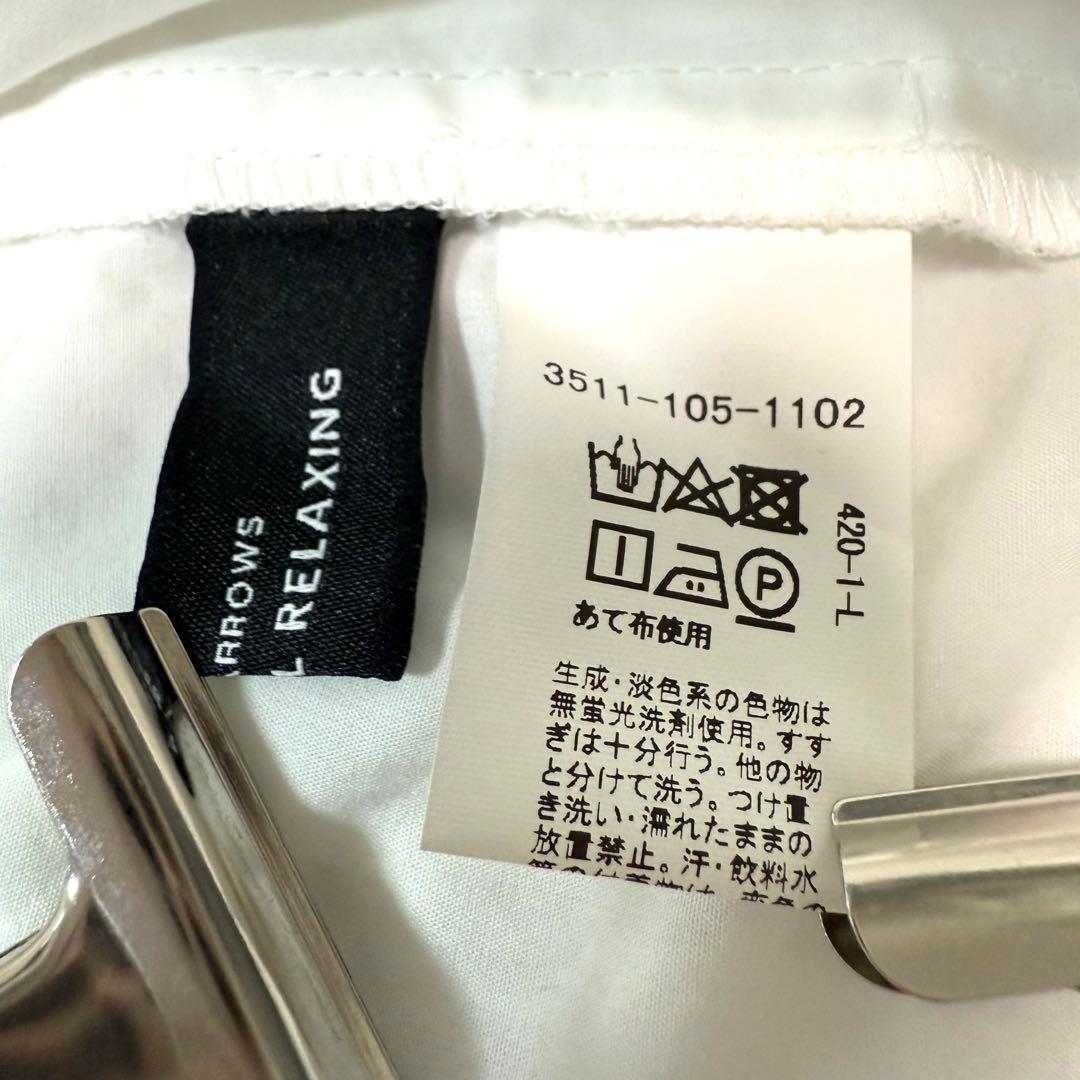 RROWS
RELAXING
3511-105-1102
P
420-1-L
あて布使用
生成・淡色系の色物は
無蛍光洗剤使用。すす
ぎは十分行う。他の物
と分けて洗う。つけ置
き洗い・濡れたままの
放置禁止。汗・飲料水